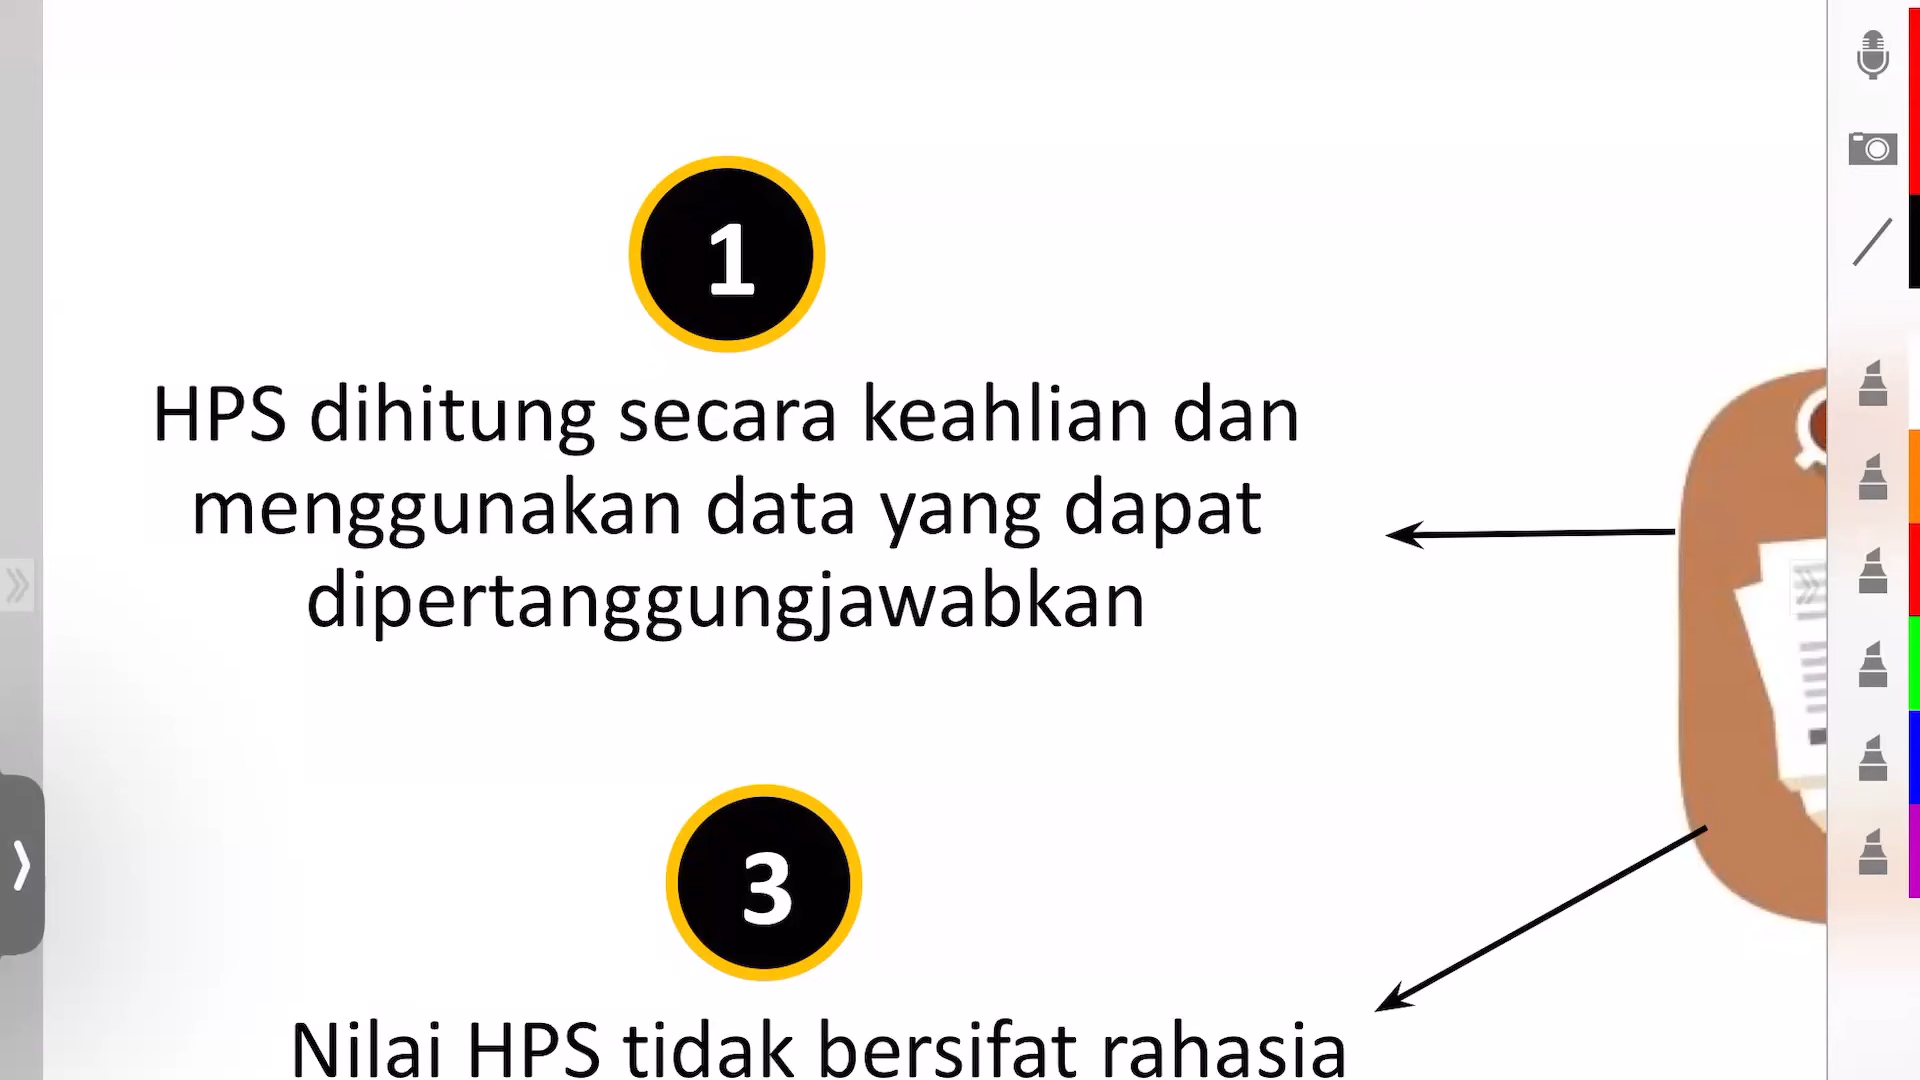 1
HPS dihitung secara keahlian dan
menggunakan data yang dapat
dipertanggungjawabkan
3
Nilai HPS tidak bersifat rahasia